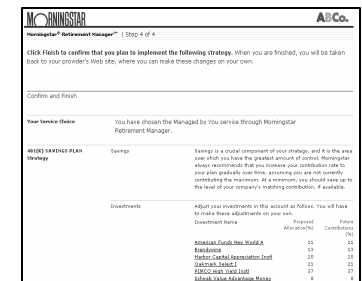 MORNINGSTAR ABCo.
Morningstar® Retirement Manager℠ | Step 4 of 4
Click Finish to confirm that you plan to implement the following strategy. When you are finished, you will be taken
back to your provider's Web site, where you can make these changes on your own.
Confirm and Finish
Your Service Choice You have chosen the Managed by You service through Morningstar
Retirement Manager.
401(K) SAVINGS PLAN Savings Savings is a crucial component of your strategy, and it is the area
Strategy over which you have the greatest amount of control. Morningstar
always recommends that you increase your contribution rate to
your plan gradually over time, assuming you are not currently
contributing the maximum. At a minimum, you should save up to
the level of your company's matching contribution, if available.
Investments Adjust your investments in this account as follows. You will have
to make these adjustments on your own.
Investment Name Proposed Future
Allocation(%) Contributions
(%)
American Funds New World A 11 11
Brandywine 13 13
Harbor Capital Appreciation Instl 18 18
Oakmark Select I 21 21
PIMCO High Yield Instl 37 37
Schwab Value Advantage Money 0 0